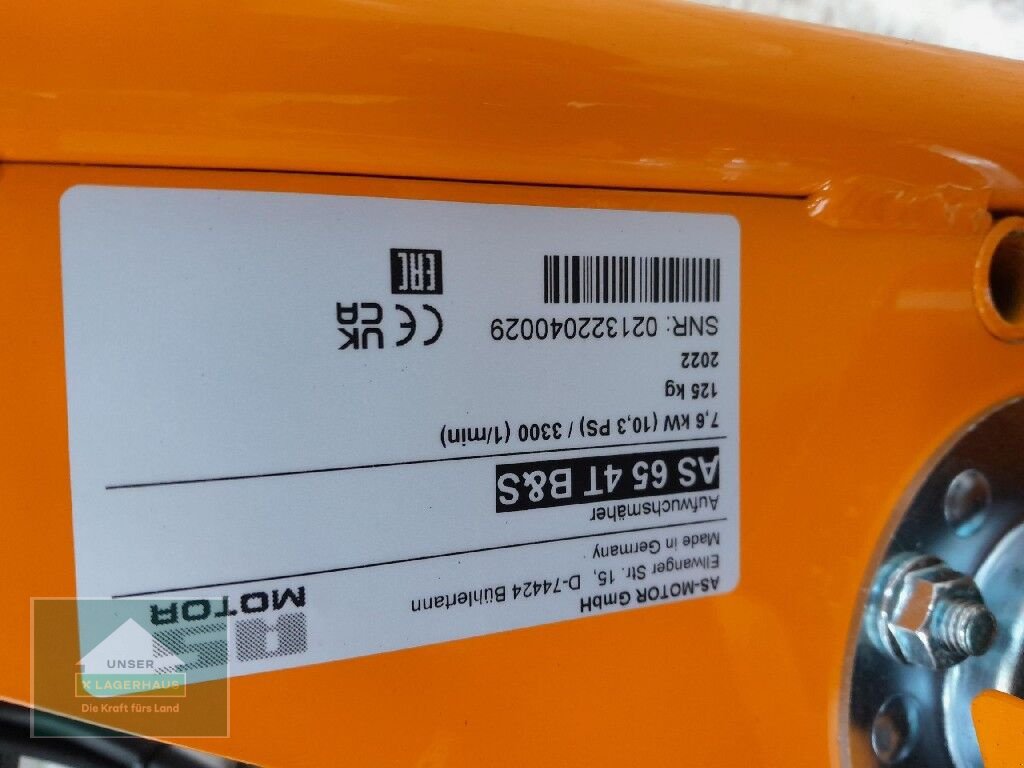 AS-MOTOR GmbH
Ellwanger Str. 15, D-74424 Bühlertann
Made in Germany
AS
MOTOR
Aufwuchsmäher
AS 65 4T B&S
7,6 kW (10,3 PS) / 3300 (1/min)
125 kg
2022
SNR: 021322040029
CE
UK
CA
EAC
UNSER
X LAGERHAUS
Die Kraft fürs Land